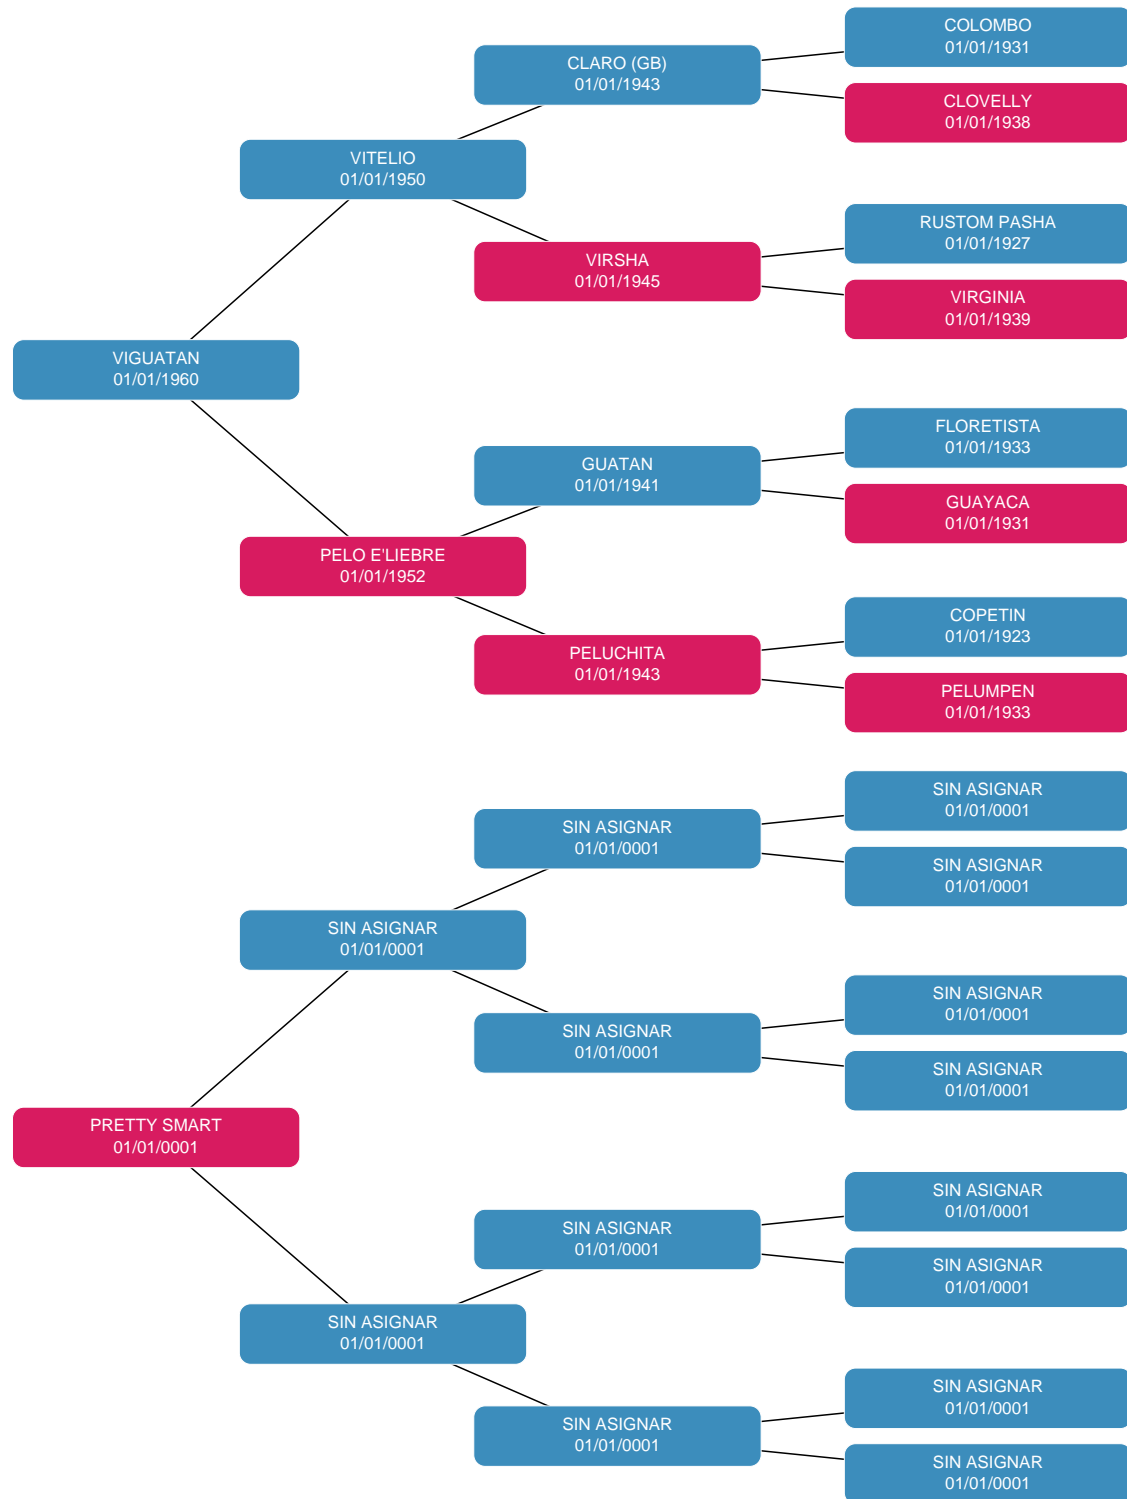 COLOMBO
01/01/1931
CLARO (GB)
01/01/1943
CLOVELLY
01/01/1938
VITELIO
01/01/1950
RUSTOM PASHA
01/01/1927
VIRSHA
01/01/1945
VIRGINIA
01/01/1939
VIGUATAN
01/01/1960
FLORETISTA
01/01/1933
GUATAN
01/01/1941
GUAYACA
01/01/1931
PELO E'LIEBRE
01/01/1952
COPETIN
01/01/1923
PELUCHITA
01/01/1943
PELUMPEN
01/01/1933
SIN ASIGNAR
01/01/0001
SIN ASIGNAR
01/01/0001
SIN ASIGNAR
01/01/0001
SIN ASIGNAR
01/01/0001
SIN ASIGNAR
01/01/0001
SIN ASIGNAR
01/01/0001
SIN ASIGNAR
01/01/0001
PRETTY SMART
01/01/0001
SIN ASIGNAR
01/01/0001
SIN ASIGNAR
01/01/0001
SIN ASIGNAR
01/01/0001
SIN ASIGNAR
01/01/0001
SIN ASIGNAR
01/01/0001
SIN ASIGNAR
01/01/0001
SIN ASIGNAR
01/01/0001